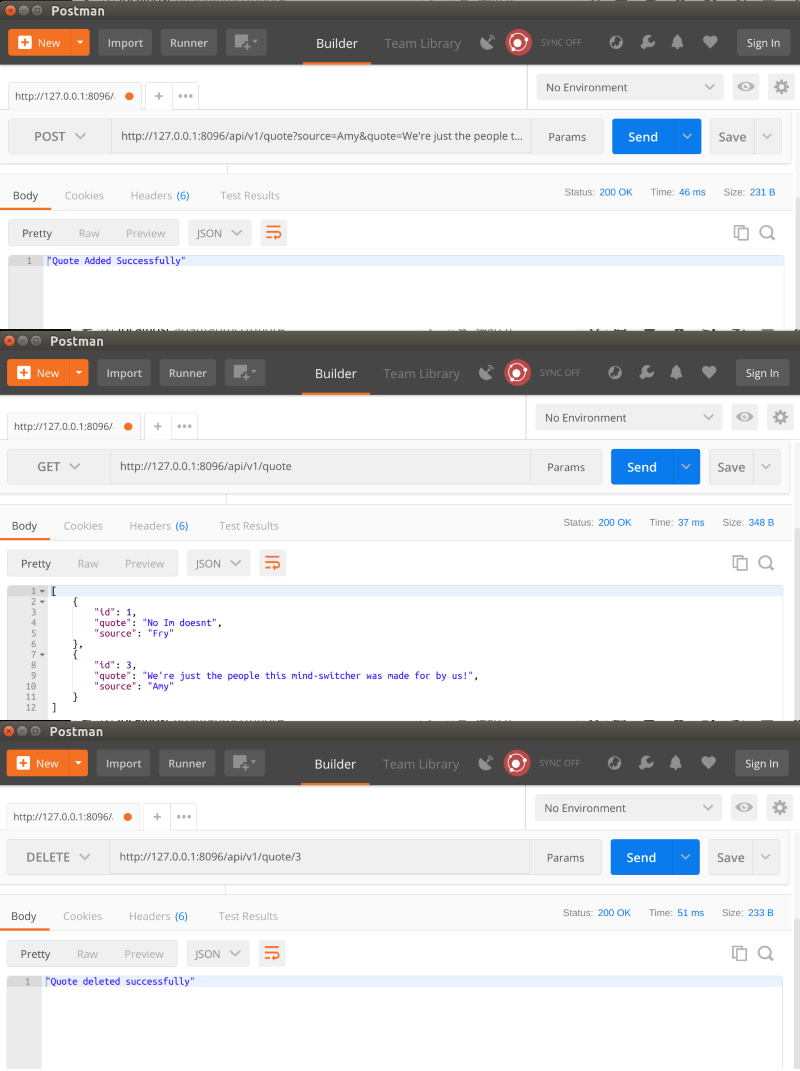 Postman
New Import Runner Builder Team Library SYNC OFF Sign In
http://127.0.0.1:8096/ + ••• No Environment
POST http://127.0.0.1:8096/api/v1/quote?source=Amy&quote=We're just the people t... Params Send Save
Body Cookies Headers (6) Test Results Status: 200 OK Time: 46 ms Size: 231 B
Pretty Raw Preview JSON
1 "Quote Added Successfully"
Postman
New Import Runner Builder Team Library SYNC OFF Sign In
http://127.0.0.1:8096/ + ••• No Environment
GET http://127.0.0.1:8096/api/v1/quote Params Send Save
Body Cookies Headers (6) Test Results Status: 200 OK Time: 37 ms Size: 348 B
Pretty Raw Preview JSON
1 [
2 {
3 "id": 1,
4 "quote": "No Im doesnt",
5 "source": "Fry"
6 },
7 {
8 "id": 3,
9 "quote": "We're just the people this mind-switcher was made for by us!",
10 "source": "Amy"
11 }
12 ]
Postman
New Import Runner Builder Team Library SYNC OFF Sign In
http://127.0.0.1:8096/ + ••• No Environment
DELETE http://127.0.0.1:8096/api/v1/quote/3 Params Send Save
Body Cookies Headers (6) Test Results Status: 200 OK Time: 51 ms Size: 233 B
Pretty Raw Preview JSON
1 "Quote deleted successfully"